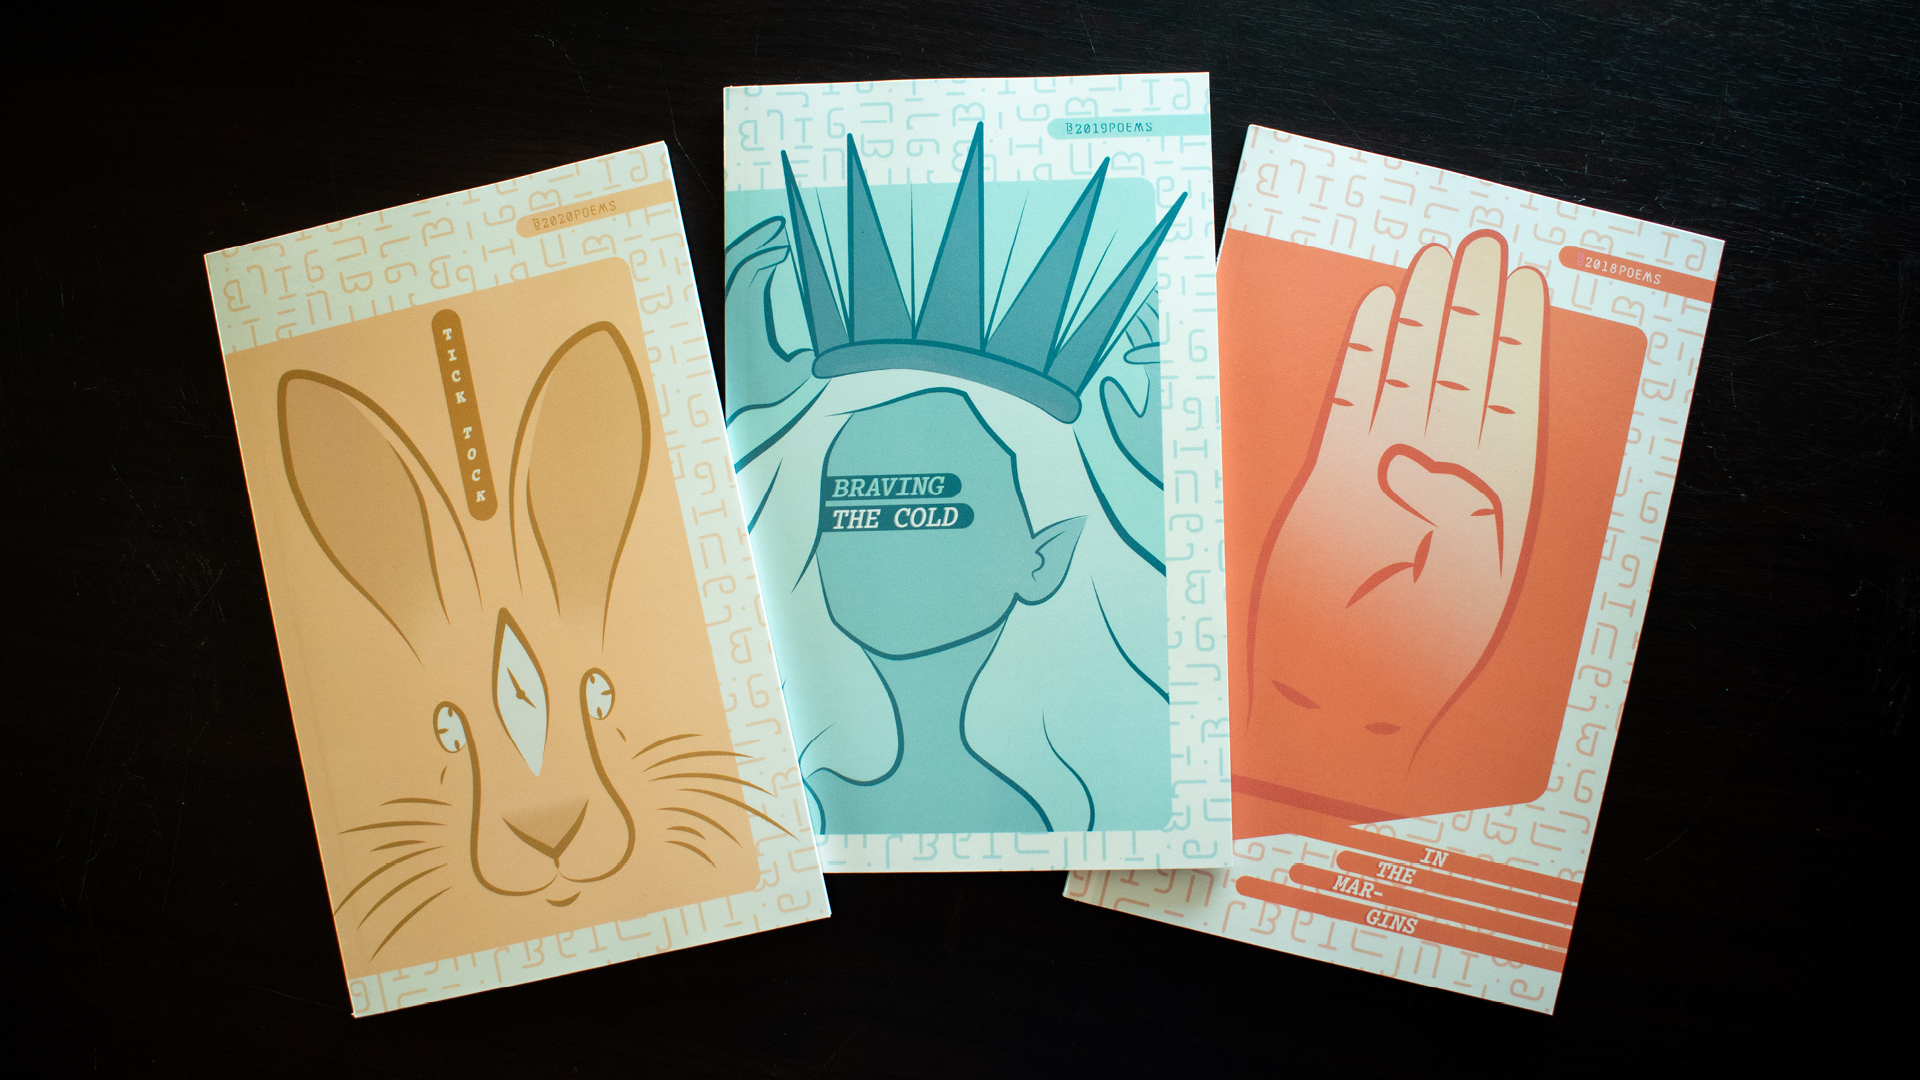 B2020POEMS
TICK TOCK
B2019POEMS
BRAVING
THE COLD
B2018POEMS
IN
THE
MAR-
GINS